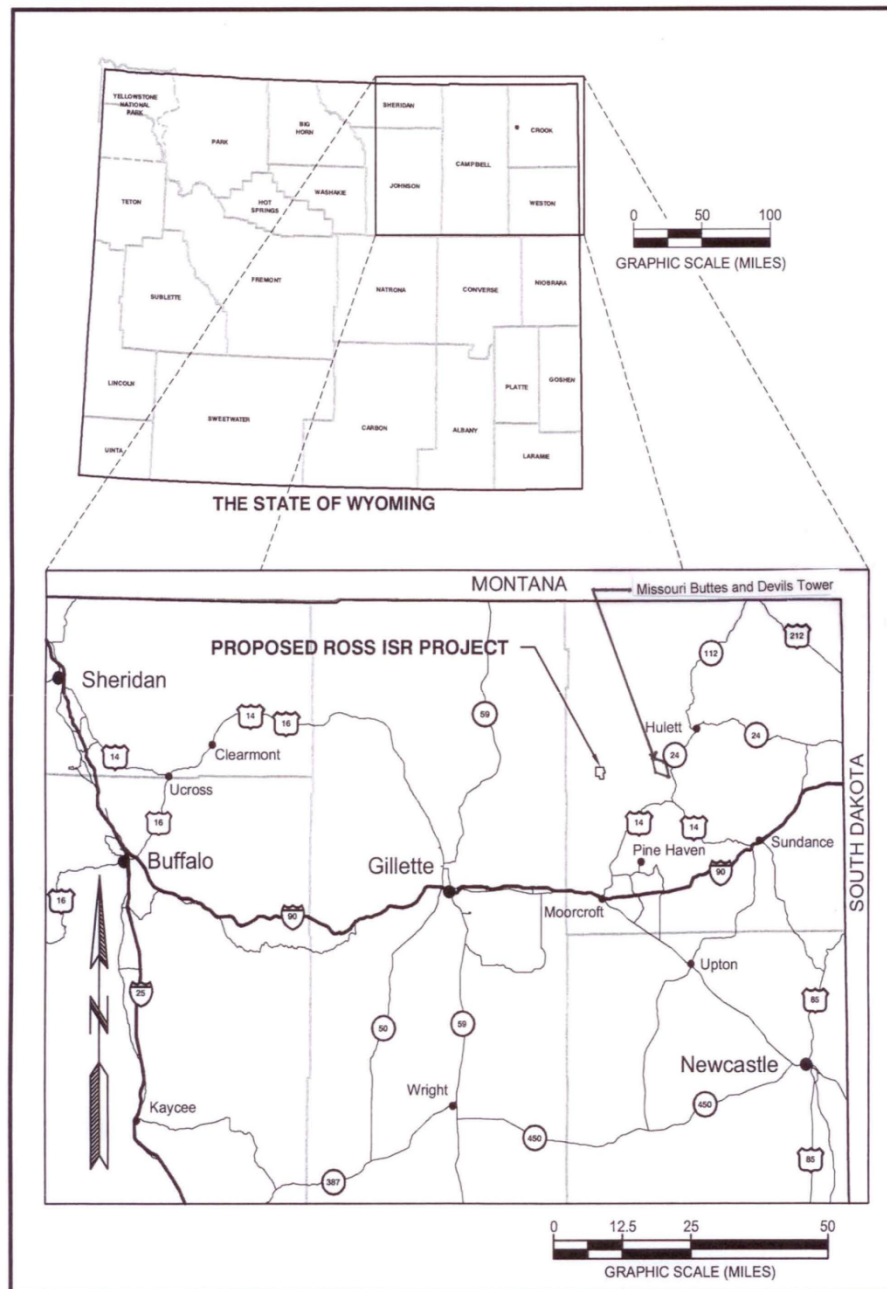 YELLOWSTONE
NATIONAL
PARK
SHERIDAN
BIG
HORN
PARK
CROOK
CAMPBELL
JOHNSON
WASHAKIE
TETON
HOT
SPRINGS
WESTON
0 50 100
GRAPHIC SCALE (MILES)
FREMONT
NATRONA
CONVERSE
NIOBRARA
SUBLETTE
LINCOLN
PLATTE
GOSHEN
SWEETWATER
CARBON
ALBANY
UINTA
LARAMIE
THE STATE OF WYOMING
MONTANA
Missouri Buttes and Devils Tower
212
PROPOSED ROSS ISR PROJECT
112
Sheridan
59
14
16
Hulett
24
24
14
Clearmont
Ucross
16
14
14
Sundance
Buffalo
Gillette
Pine Haven
90
16
90
Moorcroft
SOUTH DAKOTA
Upton
N
25
50
59
85
Newcastle
Kaycee
Wright
450
450
85
387
0 12.5 25 50
GRAPHIC SCALE (MILES)